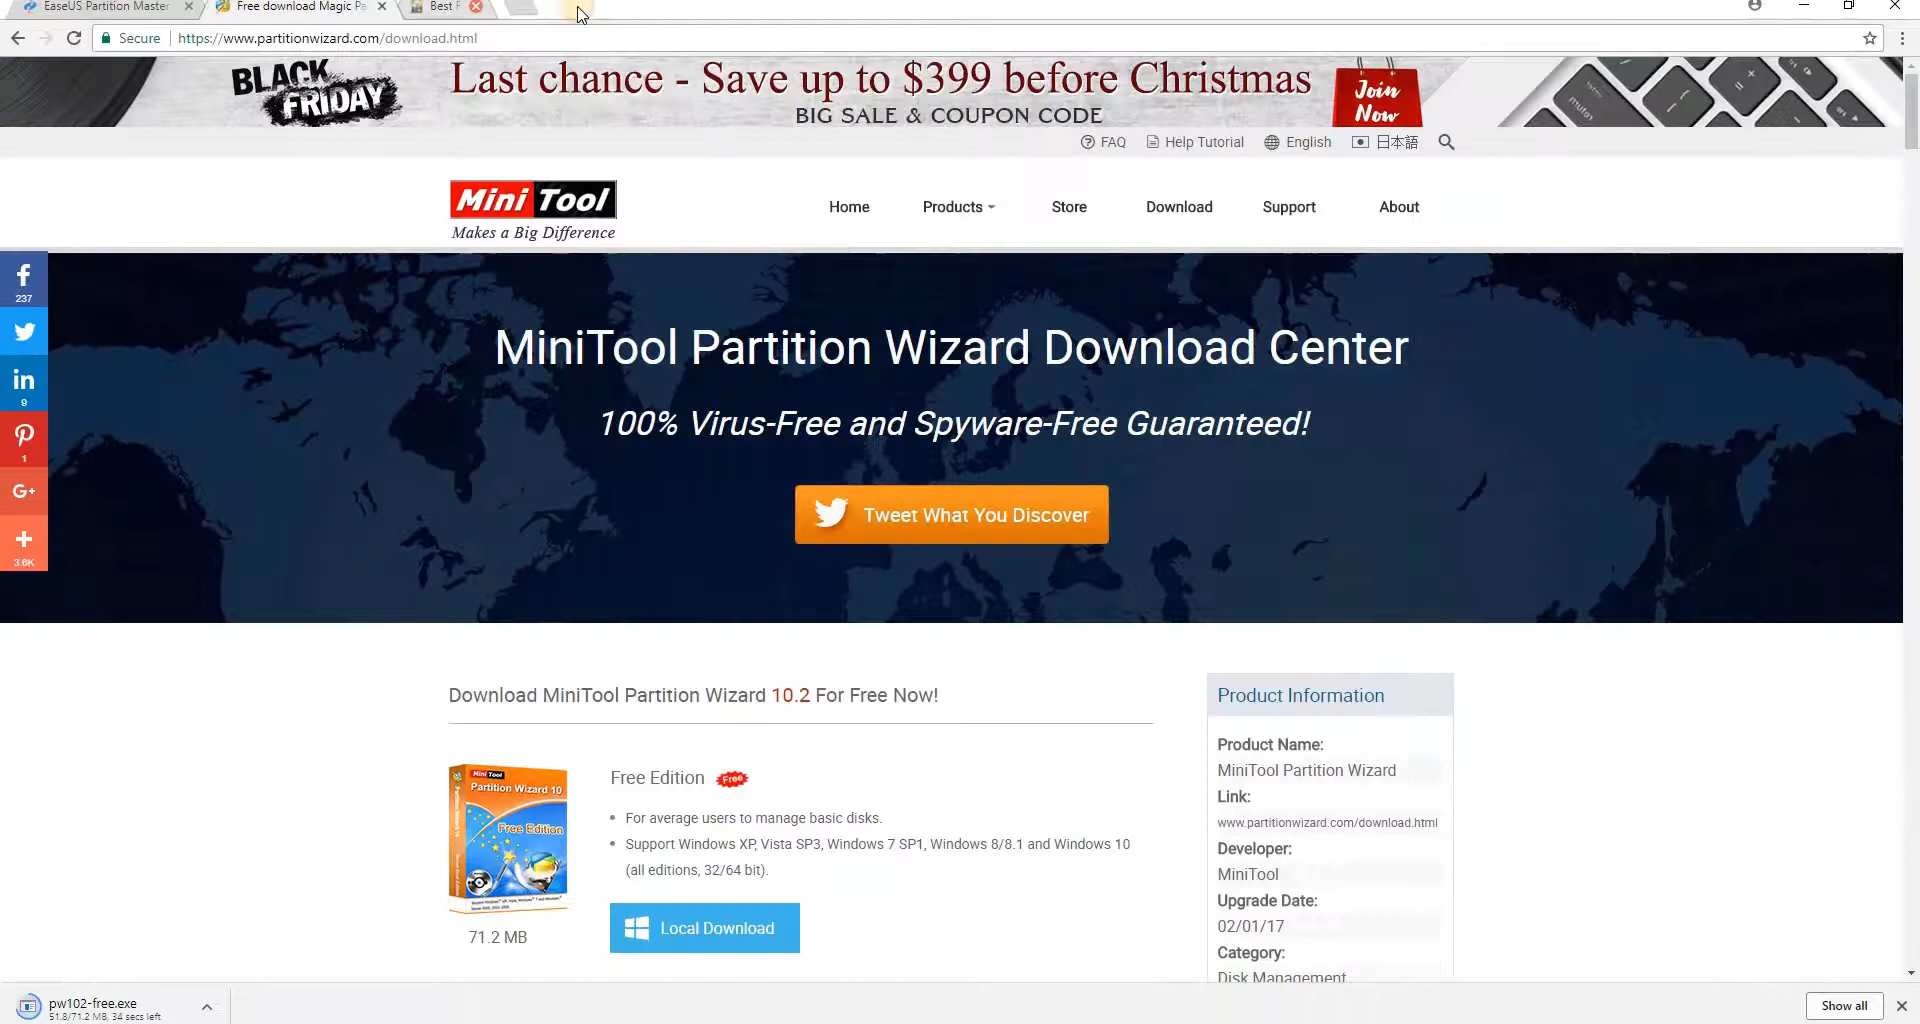 EaseUS Partition Master
Free download Magic Pa
Best F
Secure
https://www.partitionwizard.com/download.html
BLACK
FRIDAY
Last chance - Save up to $399 before Christmas
BIG SALE & COUPON CODE
Join
Now
FAQ
Help Tutorial
English
日本語
Mini Tool
Makes a Big Difference
Home
Products
Store
Download
Support
About
237
9
1
G+
3.6K
MiniTool Partition Wizard Download Center
100% Virus-Free and Spyware-Free Guaranteed!
Tweet What You Discover
Download MiniTool Partition Wizard 10.2 For Free Now!
Mini Tool
Partition Wizard 10
Free Edition
71.2 MB
Free Edition
Free
For average users to manage basic disks.
Support Windows XP, Vista SP3, Windows 7 SP1, Windows 8/8.1 and Windows 10
(all editions, 32/64 bit).
Local Download
Product Information
Product Name:
MiniTool Partition Wizard
Link:
www.partitionwizard.com/download.html
Developer:
MiniTool
Upgrade Date:
02/01/17
Category:
Disk Management
pw102-free.exe
51.8/71.2 MB, 34 secs left
Show all